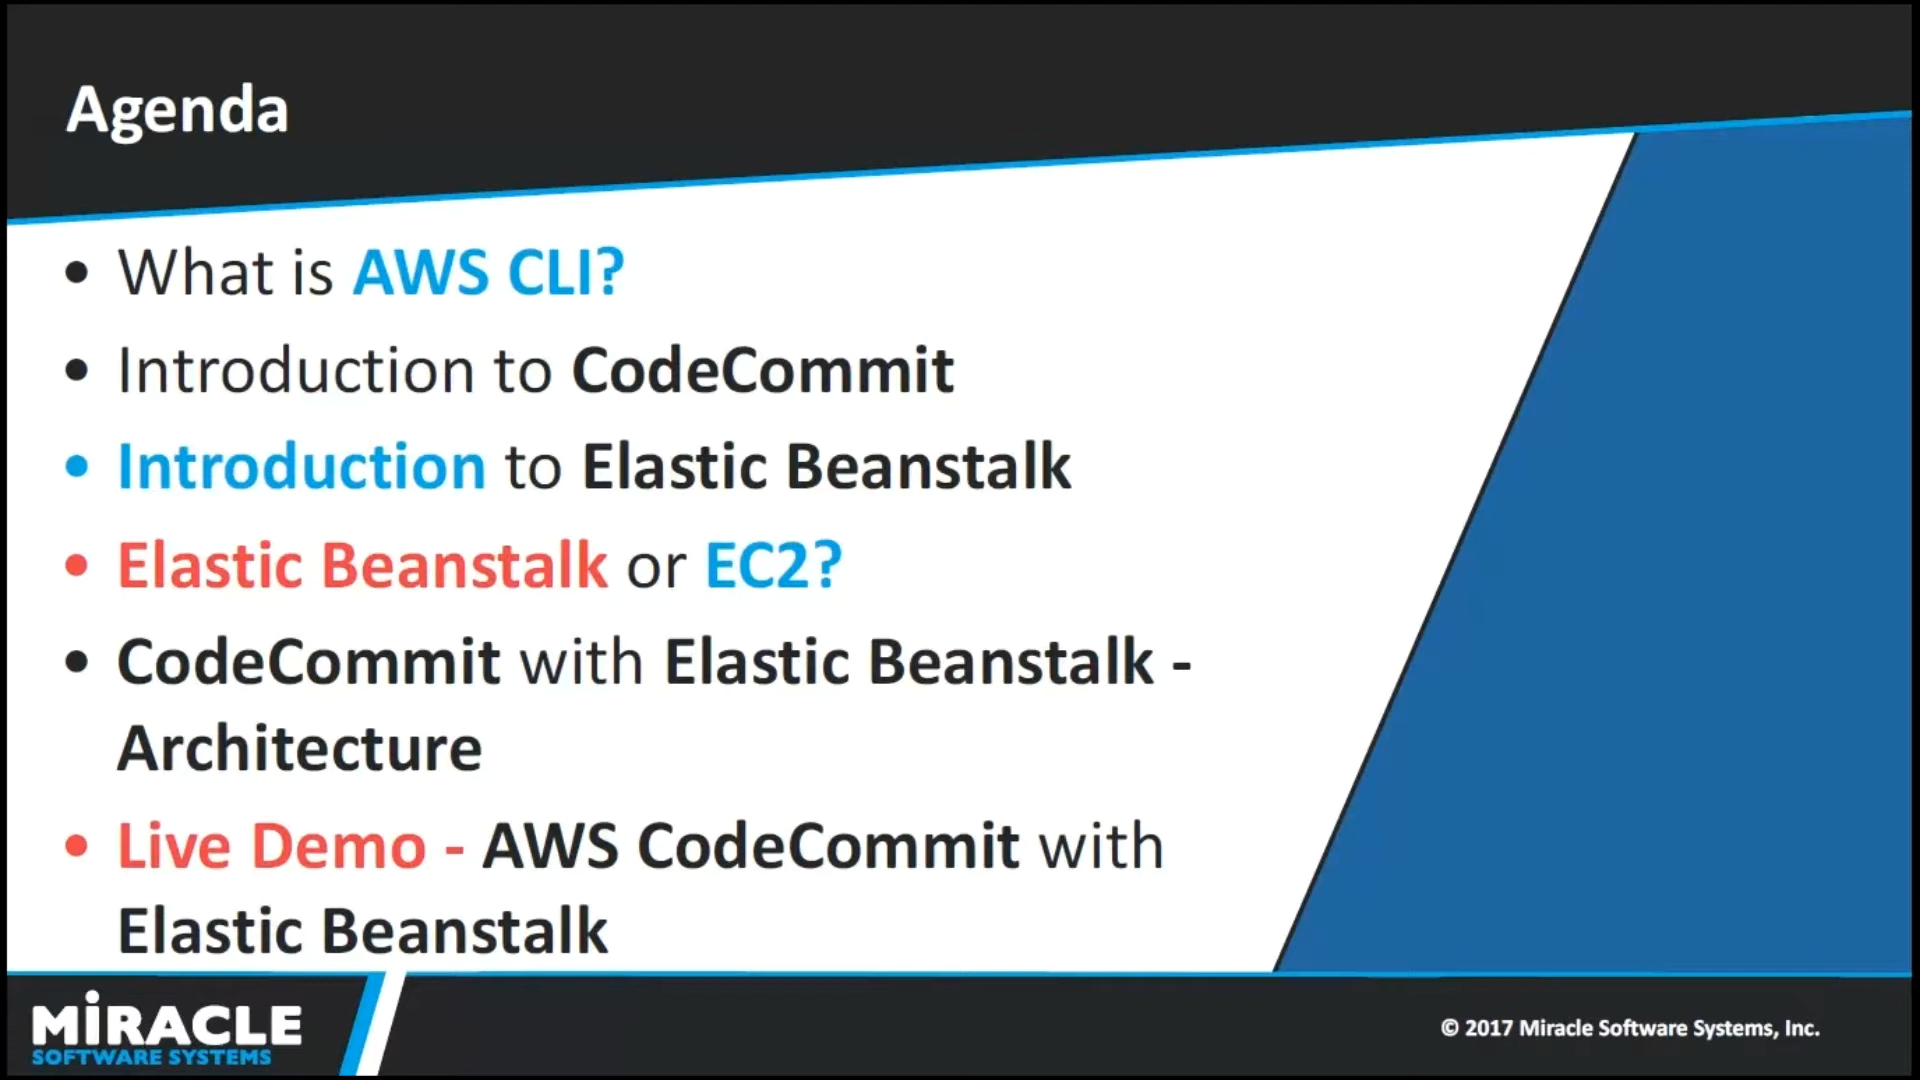 Agenda
• What is AWS CLI?
• Introduction to CodeCommit
• Introduction to Elastic Beanstalk
• Elastic Beanstalk or EC2?
• CodeCommit with Elastic Beanstalk -
Architecture
• Live Demo - AWS CodeCommit with
Elastic Beanstalk
MiRACLE
SOFTWARE SYSTEMS
© 2017 Miracle Software Systems, Inc.